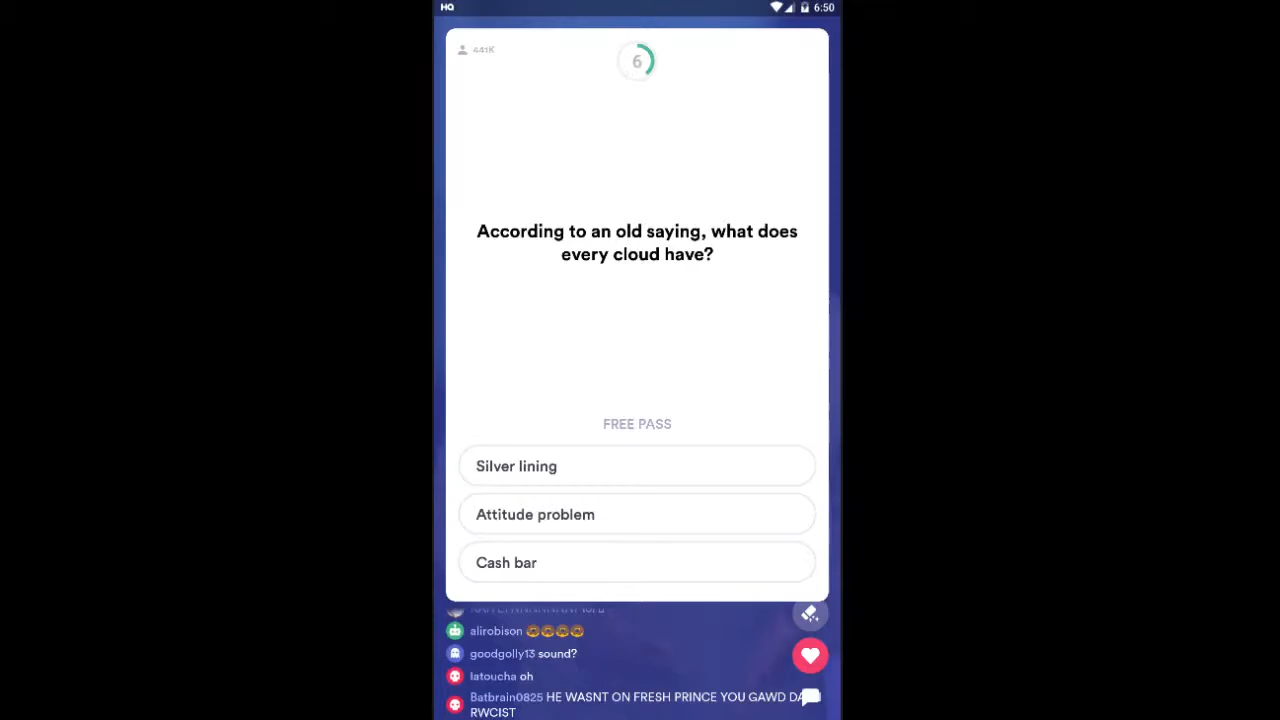 HQ
6:50
441K
6
According to an old saying, what does
every cloud have?
FREE PASS
Silver lining
Attitude problem
Cash bar
alirobison
goodgolly13 sound?
latoucha oh
Batbrain0825 HE WASNT ON FRESH PRINCE YOU GAWD
RWCIST